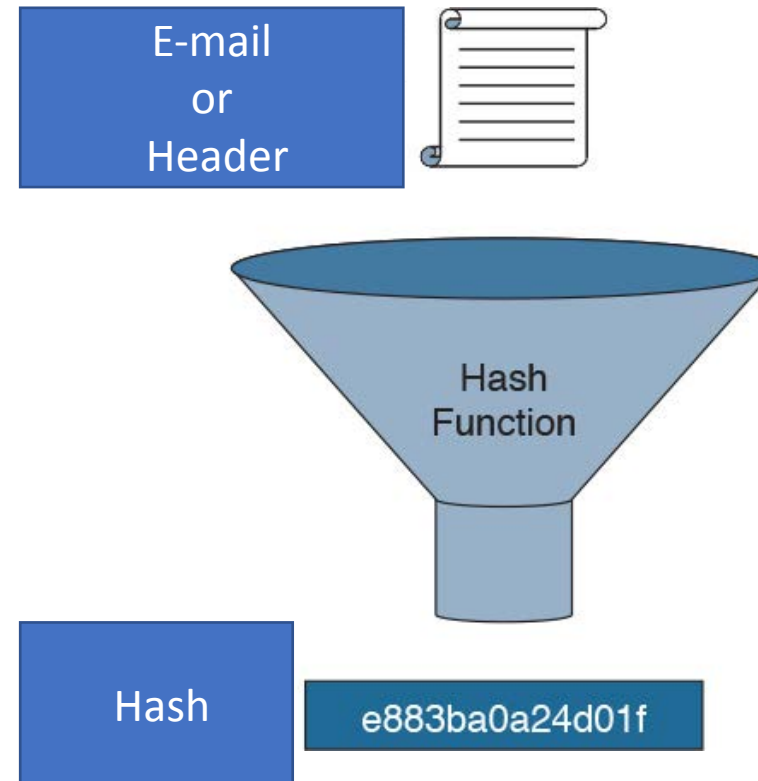 E-mail
or
Header
Hash
Function
Hash
e883ba0a24d01f